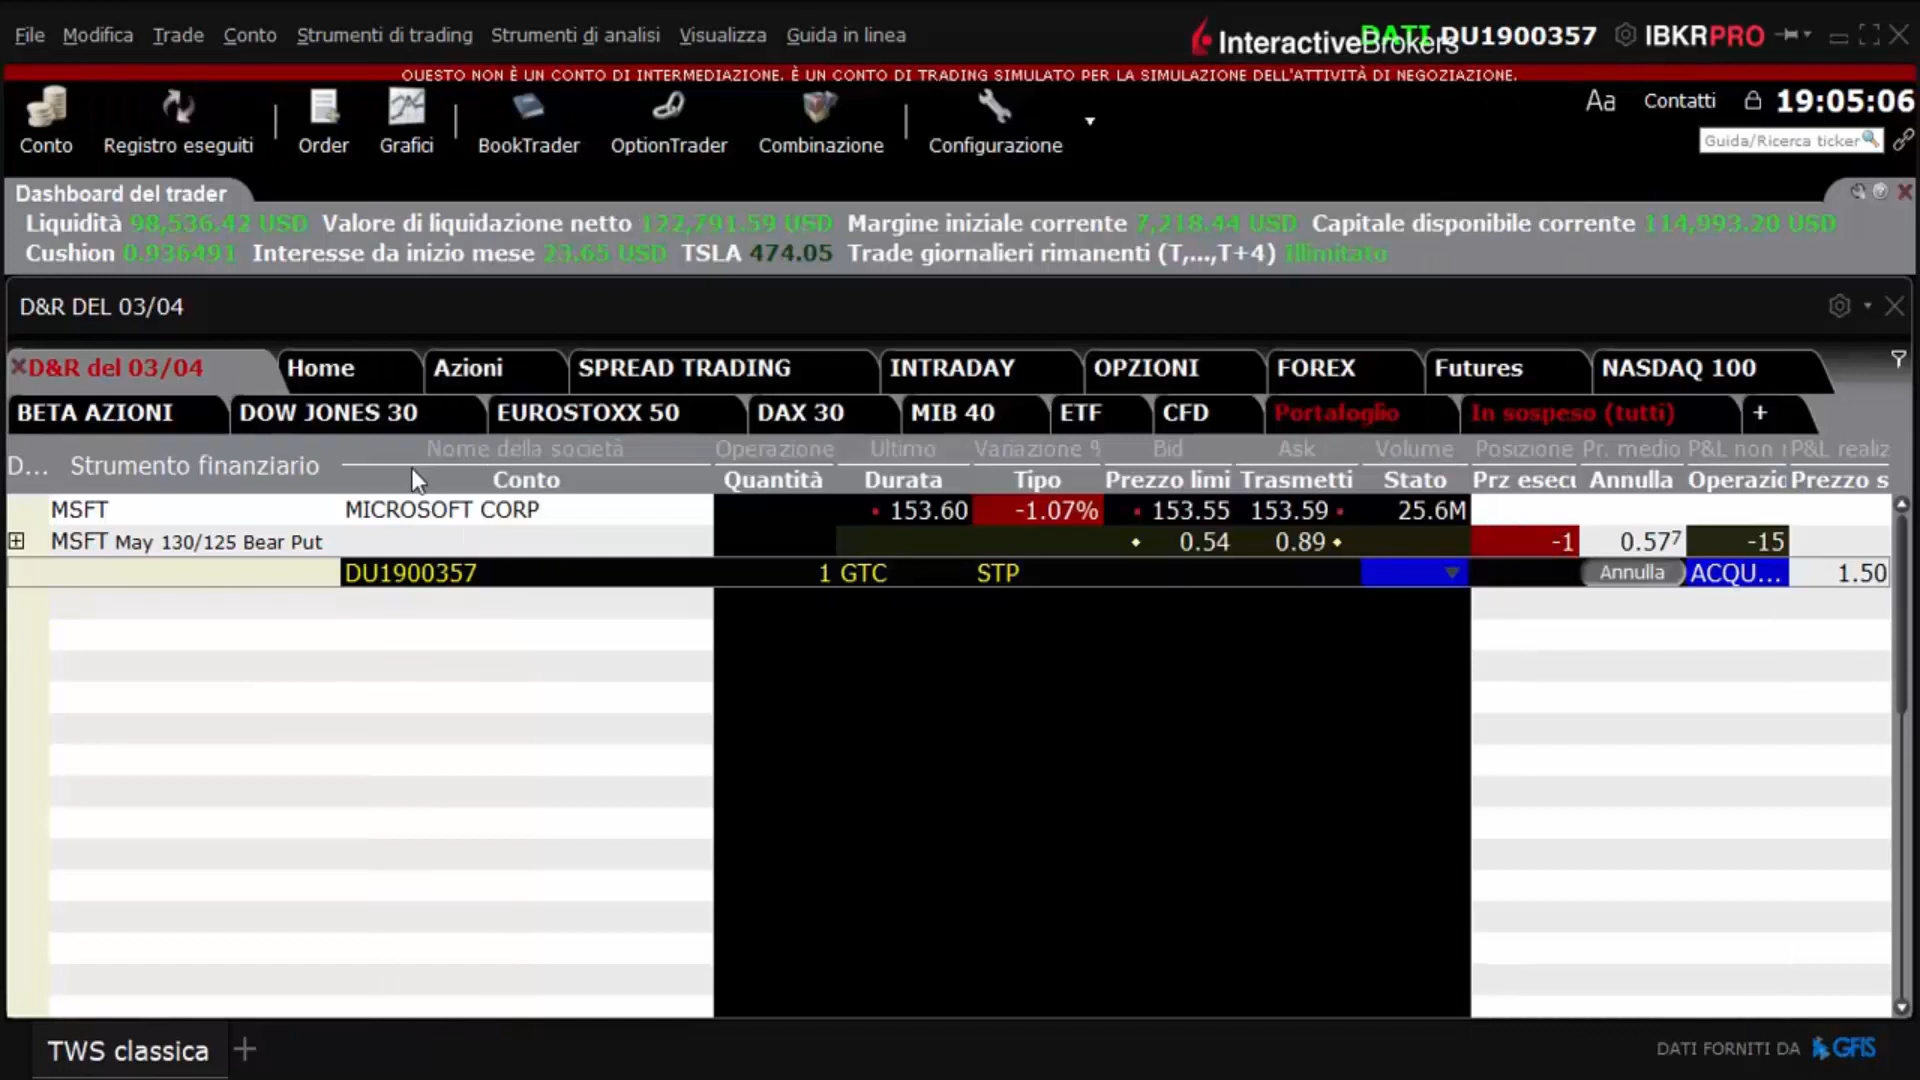 File Modifica Trade Conto Strumenti di trading Strumenti di analisi Visualizza Guida in linea InteractiveBrokers DATI DU1900357 IBKRPRO
QUESTO NON È UN CONTO DI INTERMEDIAZIONE. È UN CONTO DI TRADING SIMULATO PER LA SIMULAZIONE DELL'ATTIVITÀ DI NEGOZIAZIONE.
Aa Contatti 19:05:06
Conto Registro eseguiti Order Grafici BookTrader OptionTrader Combinazione Configurazione Guida/Ricerca ticker
Dashboard del trader
Liquidità 98,536.42 USD Valore di liquidazione netto 122,791.59 USD Margine iniziale corrente 7,218.44 USD Capitale disponibile corrente 114,993.20 USD
Cushion 0.936491 Interesse da inizio mese 23.65 USD TSLA 474.05 Trade giornalieri rimanenti (T,...,T+4) Illimitato
D&R DEL 03/04
D&R del 03/04 Home Azioni SPREAD TRADING INTRADAY OPZIONI FOREX Futures NASDAQ 100
BETA AZIONI DOW JONES 30 EUROSTOXX 50 DAX 30 MIB 40 ETF CFD Portafoglio In sospeso (tutti) +
Nome della società Operazione Ultimo Variazione % Bid Ask Volume Posizione Pr. medio P&L non r P&L realiz
D... Strumento finanziario
Conto Quantità Durata Tipo Prezzo limi Trasmetti Stato Prz esecu Annulla Operazio Prezzo s
MSFT MICROSOFT CORP 153.60 -1.07% 153.55 153.59 25.6M
MSFT May 130/125 Bear Put 0.54 0.89 -1 0.577 -15
DU1900357 1 GTC STP Annulla ACQU... 1.50
TWS classica +
DATI FORNITI DA GFIS